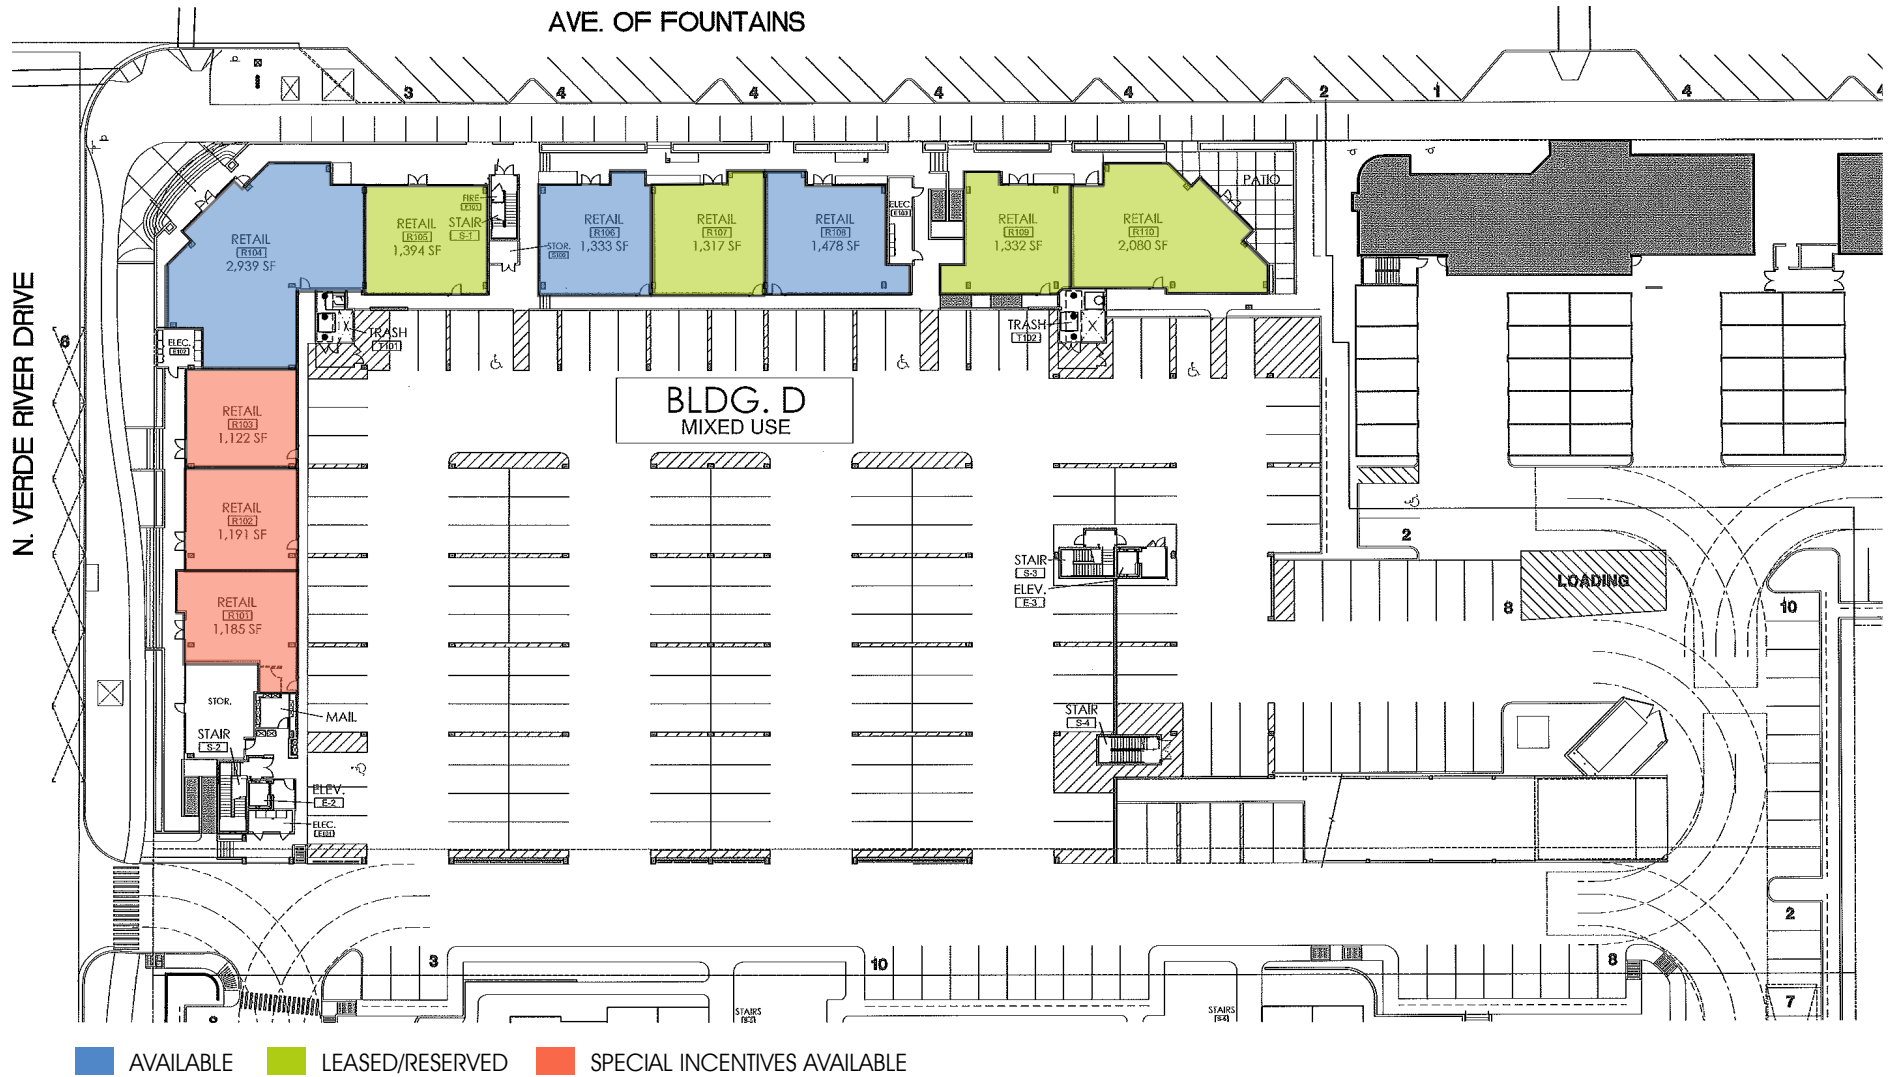 AVE. OF FOUNTAINS
3
4
4
4
4
2
1
4
4
N. VERDE RIVER DRIVE
6
RETAIL
R104
2,939 SF
RETAIL
R105
1,394 SF
FIRE
F101
STAIR
S-1
STOR.
RETAIL
R106
1,333 SF
RETAIL
R107
1,317 SF
RETAIL
R108
1,478 SF
ELEC.
E103
RETAIL
R109
1,332 SF
RETAIL
R110
2,080 SF
PATIO
ELEC.
E102
TRASH
T101
TRASH
T102
BLDG. D
MIXED USE
RETAIL
R103
1,122 SF
RETAIL
R102
1,191 SF
RETAIL
R101
1,185 SF
STOR.
MAIL
STAIR
S-2
ELEV.
E-2
ELEC.
E101
STAIR
S-3
ELEV.
E-3
STAIR
S-4
2
LOADING
8
10
2
3
10
8
7
STAIRS
STAIRS
AVAILABLE
LEASED/RESERVED
SPECIAL INCENTIVES AVAILABLE